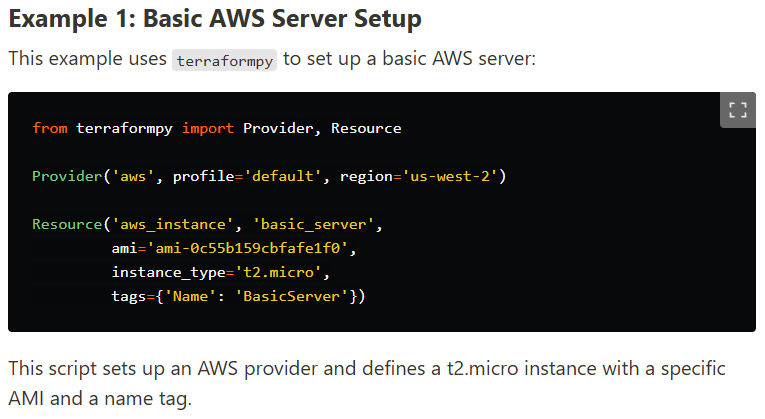 Example 1: Basic AWS Server Setup
This example uses terraformpy to set up a basic AWS server:
from terraformpy import Provider, Resource
Provider('aws', profile='default', region='us-west-2')
Resource('aws_instance', 'basic_server',
ami='ami-0c55b159cbfafe1f0',
instance_type='t2.micro',
tags={'Name': 'BasicServer'})
This script sets up an AWS provider and defines a t2.micro instance with a specific
AMI and a name tag.